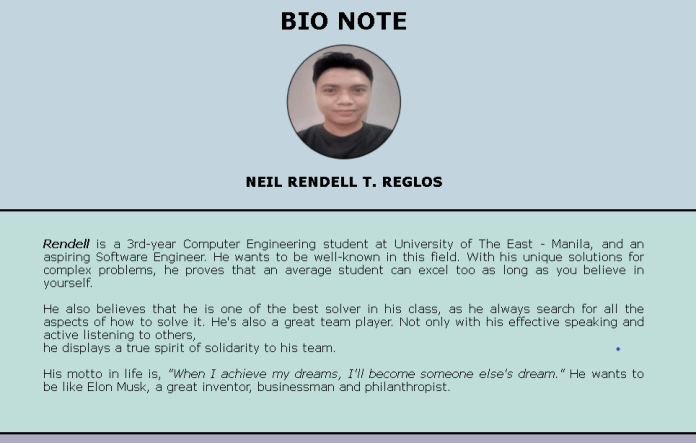 BIO NOTE
NEIL RENDELL T. REGLOS
Rendell is a 3rd-year Computer Engineering student at University of The East - Manila, and an
aspiring Software Engineer. He wants to be well-known in this field. With his unique solutions for
complex problems, he proves that an average student can excel too as long as you believe in
yourself.
He also believes that he is one of the best solver in his class, as he always search for all the
aspects of how to solve it. He's also a great team player. Not only with his effective speaking and
active listening to others,
he displays a true spirit of solidarity to his team.
His motto in life is, "When I achieve my dreams, I'll become someone else's dream." He wants to
be like Elon Musk, a great inventor, businessman and philanthropist.